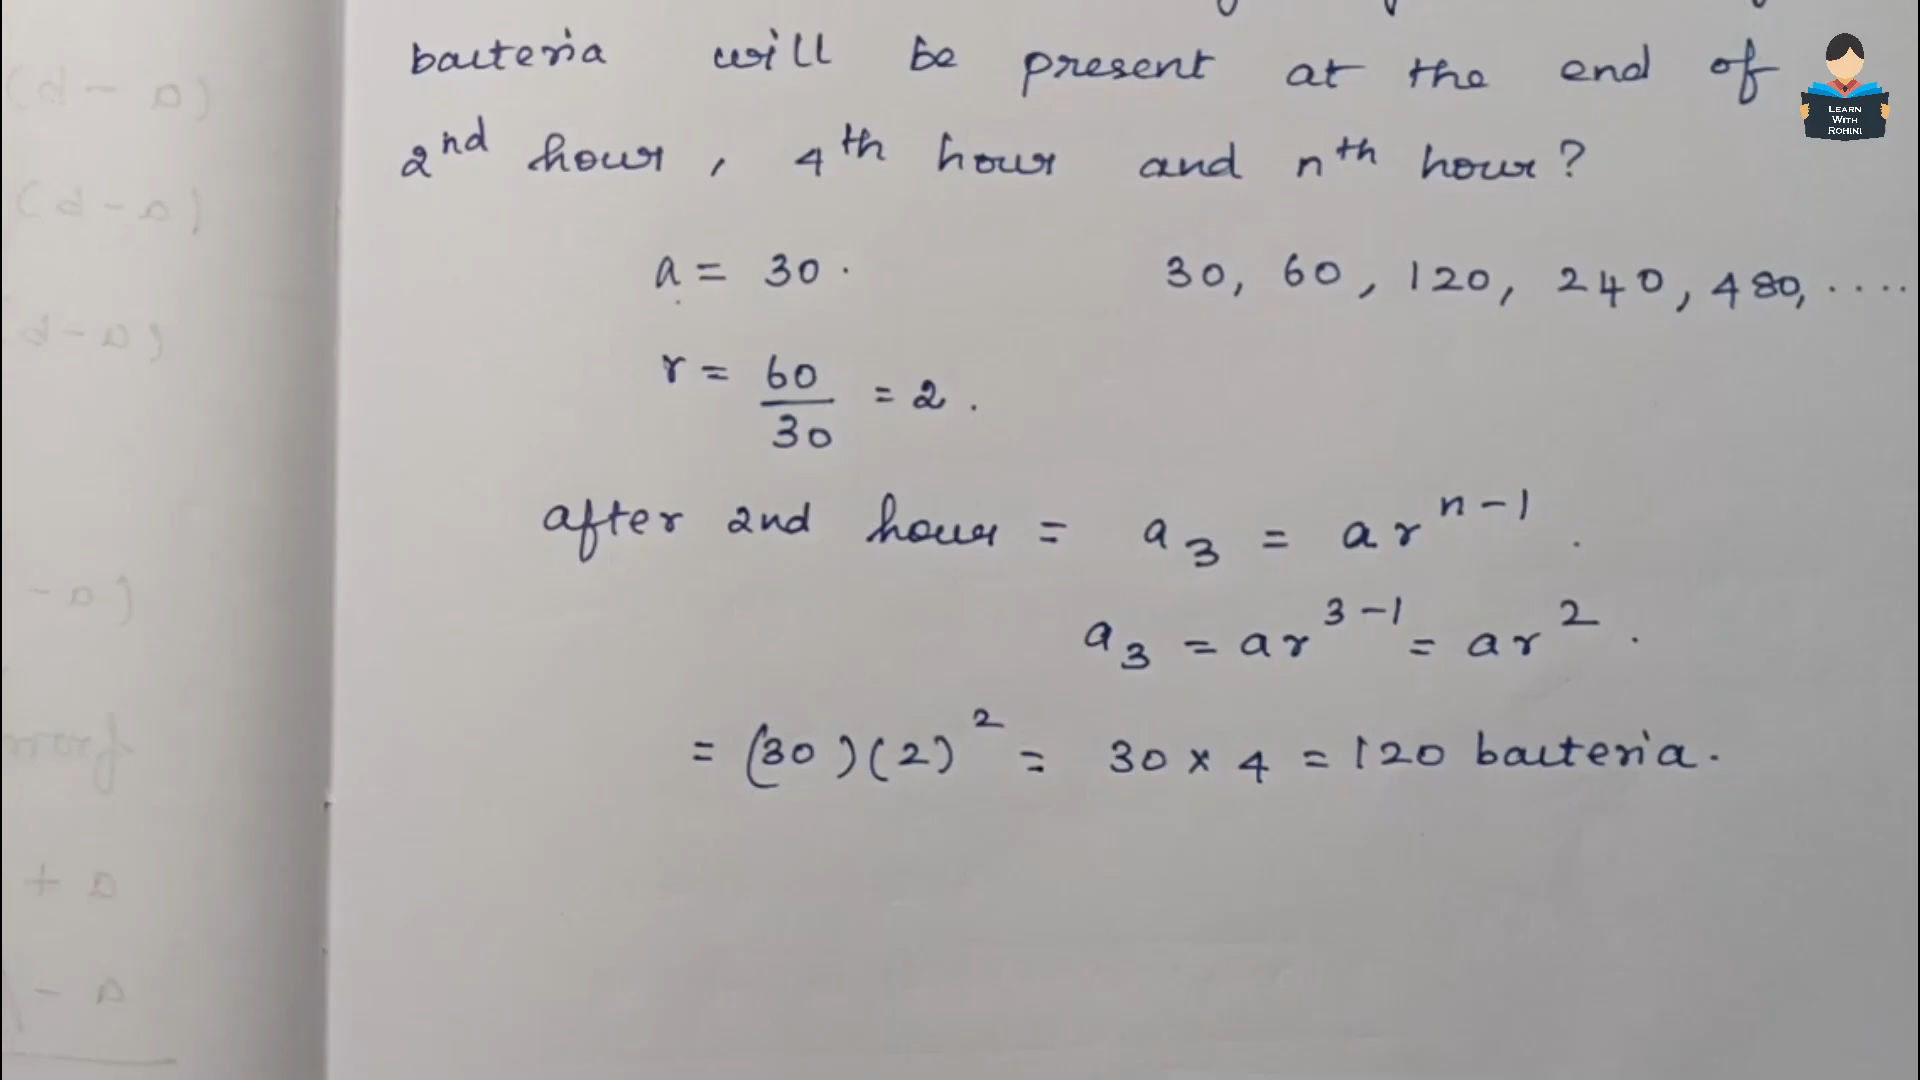 bacteria will be present at the end of
2nd hour, 4th hour and nth hour?
a = 30. 30, 60, 120, 240, 480, ....
r = 60/30 = 2.
after 2nd hour = a₃ = ar^(n-1).
a₃ = ar^(3-1) = ar².
= (30)(2)² = 30 × 4 = 120 bacteria.
LEARN
WITH
ROHINI
(a-b)
(a-b)
(a-b
(a-
from
a +
a -